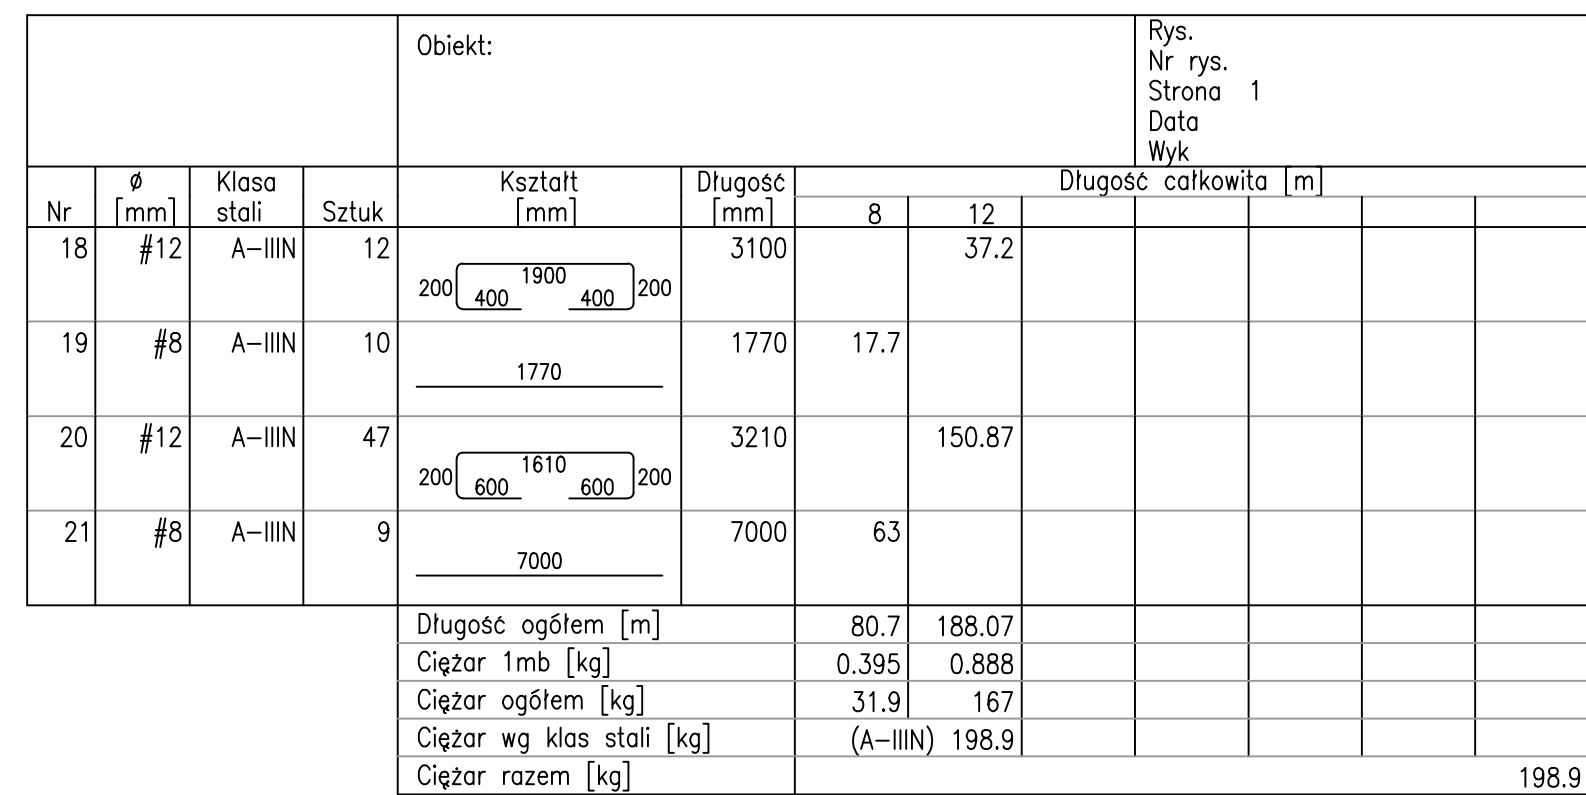 Obiekt:
Rys.
Nr rys.
Strona 1
Data
Wyk
Nr ø [mm] Klasa stali Sztuk Kształt [mm] Długość [mm] Długość całkowita [m]
8 12
18 #12 A-IIIN 12 3100 37.2
200 1900 200
400 400
19 #8 A-IIIN 10 1770 17.7
1770
20 #12 A-IIIN 47 3210 150.87
200 1610 200
600 600
21 #8 A-IIIN 9 7000 63
7000
Długość ogółem [m] 80.7 188.07
Ciężar 1mb [kg] 0.395 0.888
Ciężar ogółem [kg] 31.9 167
Ciężar wg klas stali [kg] (A-IIIN) 198.9
Ciężar razem [kg] 198.9